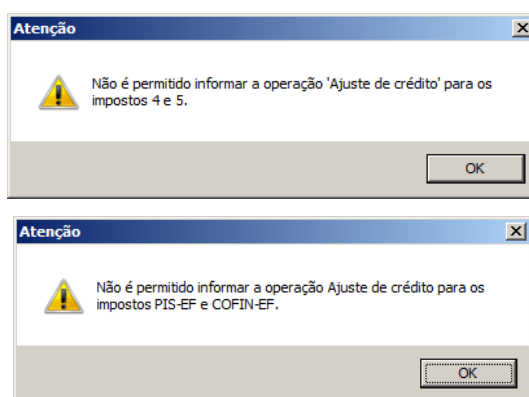 Atenção
Não é permitido informar a operação 'Ajuste de crédito' para os
impostos 4 e 5.
OK
Atenção
Não é permitido informar a operação Ajuste de crédito para os
impostos PIS-EF e COFIN-EF.
OK